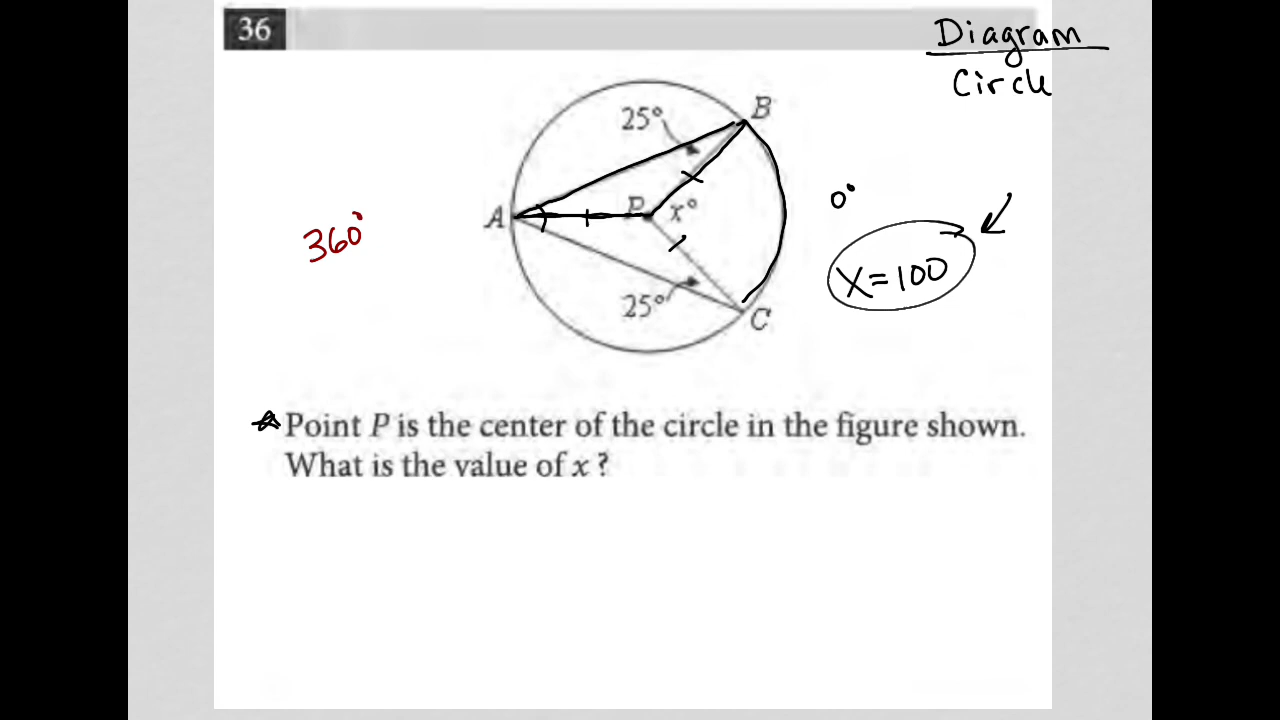 36
Diagram
Circle
25°
B
A
P
x°
0°
360°
X=100
25°
C
Point P is the center of the circle in the figure shown.
What is the value of x?